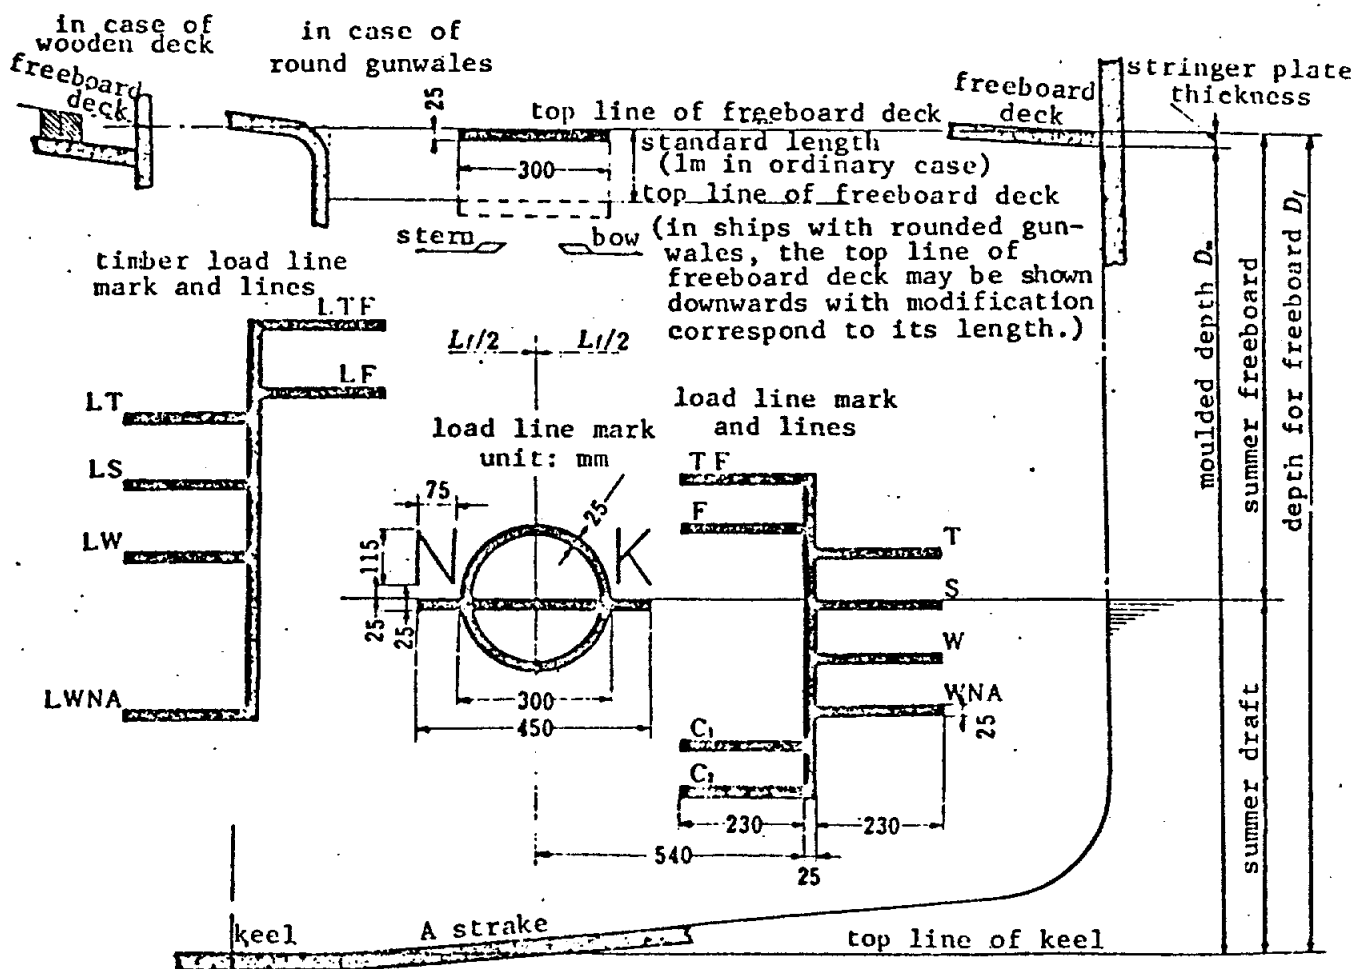 in case of
wooden deck
freeboard
deck
in case of
round gunwales
25
top line of freeboard deck
standard length
(1m in ordinary case)
300
top line of freeboard deck
(in ships with rounded gun-
wales, the top line of
freeboard deck may be shown
downwards with modification
correspond to its length.)
stern
bow
freeboard
deck
stringer plate
thickness
timber load line
mark and lines
LTF
LF
LT
LS
LW
LWNA
Lf/2
Lf/2
load line mark
unit: mm
75
25
115
N
K
25
25
300
450
load line mark
and lines
TF
F
T
S
W
WNA
25
C₁
C₂
230
230
540
25
moulded depth Dm
summer freeboard
depth for freeboard Df
summer draft
keel
A strake
top line of keel